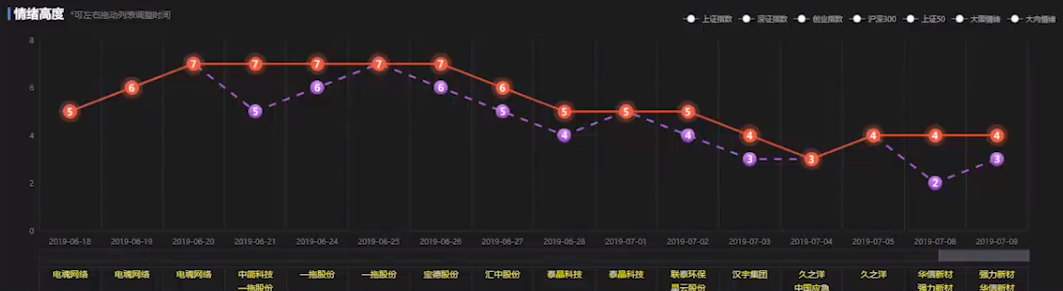 情绪高度 *可左右拖动列表调整时间
上证指数 深证指数 创业指数 沪深300 上证50 大面情绪 大肉情绪
8
7 7 7 7 7
6 6 6 6 6
5 5 5 5 5 5 5
4 4 4 4 4 4 4
3 3 3
2 2
0
2019-06-18 2019-06-19 2019-06-20 2019-06-21 2019-06-24 2019-06-25 2019-06-26 2019-06-27 2019-06-28 2019-07-01 2019-07-02 2019-07-03 2019-07-04 2019-07-05 2019-07-08 2019-07-09
电魂网络 电魂网络 电魂网络 中简科技 一拖股份 一拖股份 宝德股份 汇中股份 泰晶科技 泰晶科技 联泰环保 汉宇集团 久之洋 久之洋 华信新材 强力新材
一拖股份 昊云股份 中国应急 强力新材 华信新材